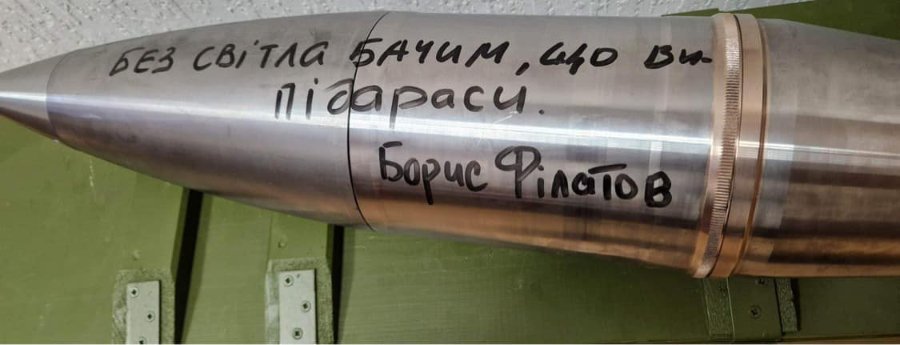 БЕЗ СВІТЛА БАЧИМ, ЩО ВИ-
ПІДАРАСИ.
Борис Філатов